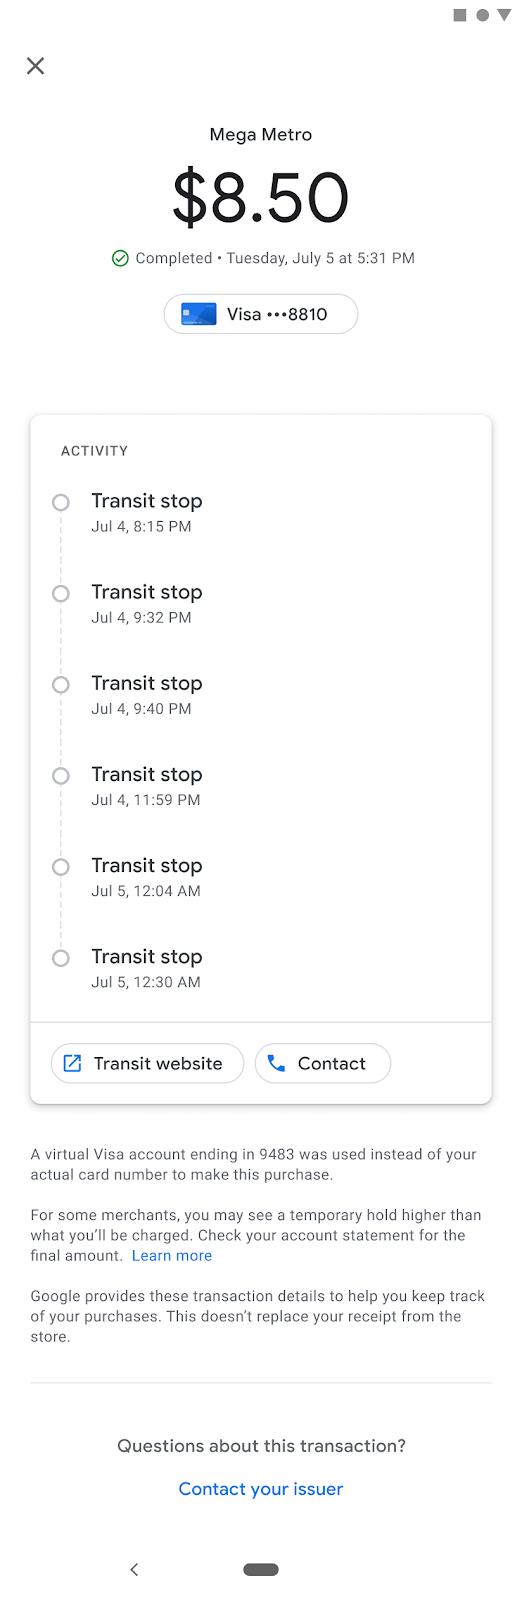 Mega Metro
$8.50
Completed • Tuesday, July 5 at 5:31 PM
Visa •••8810
ACTIVITY
Transit stop
Jul 4, 8:15 PM
Transit stop
Jul 4, 9:32 PM
Transit stop
Jul 4, 9:40 PM
Transit stop
Jul 4, 11:59 PM
Transit stop
Jul 5, 12:04 AM
Transit stop
Jul 5, 12:30 AM
Transit website
Contact
A virtual Visa account ending in 9483 was used instead of your
actual card number to make this purchase.
For some merchants, you may see a temporary hold higher than
what you’ll be charged. Check your account statement for the
final amount. Learn more
Google provides these transaction details to help you keep track
of your purchases. This doesn’t replace your receipt from the
store.
Questions about this transaction?
Contact your issuer